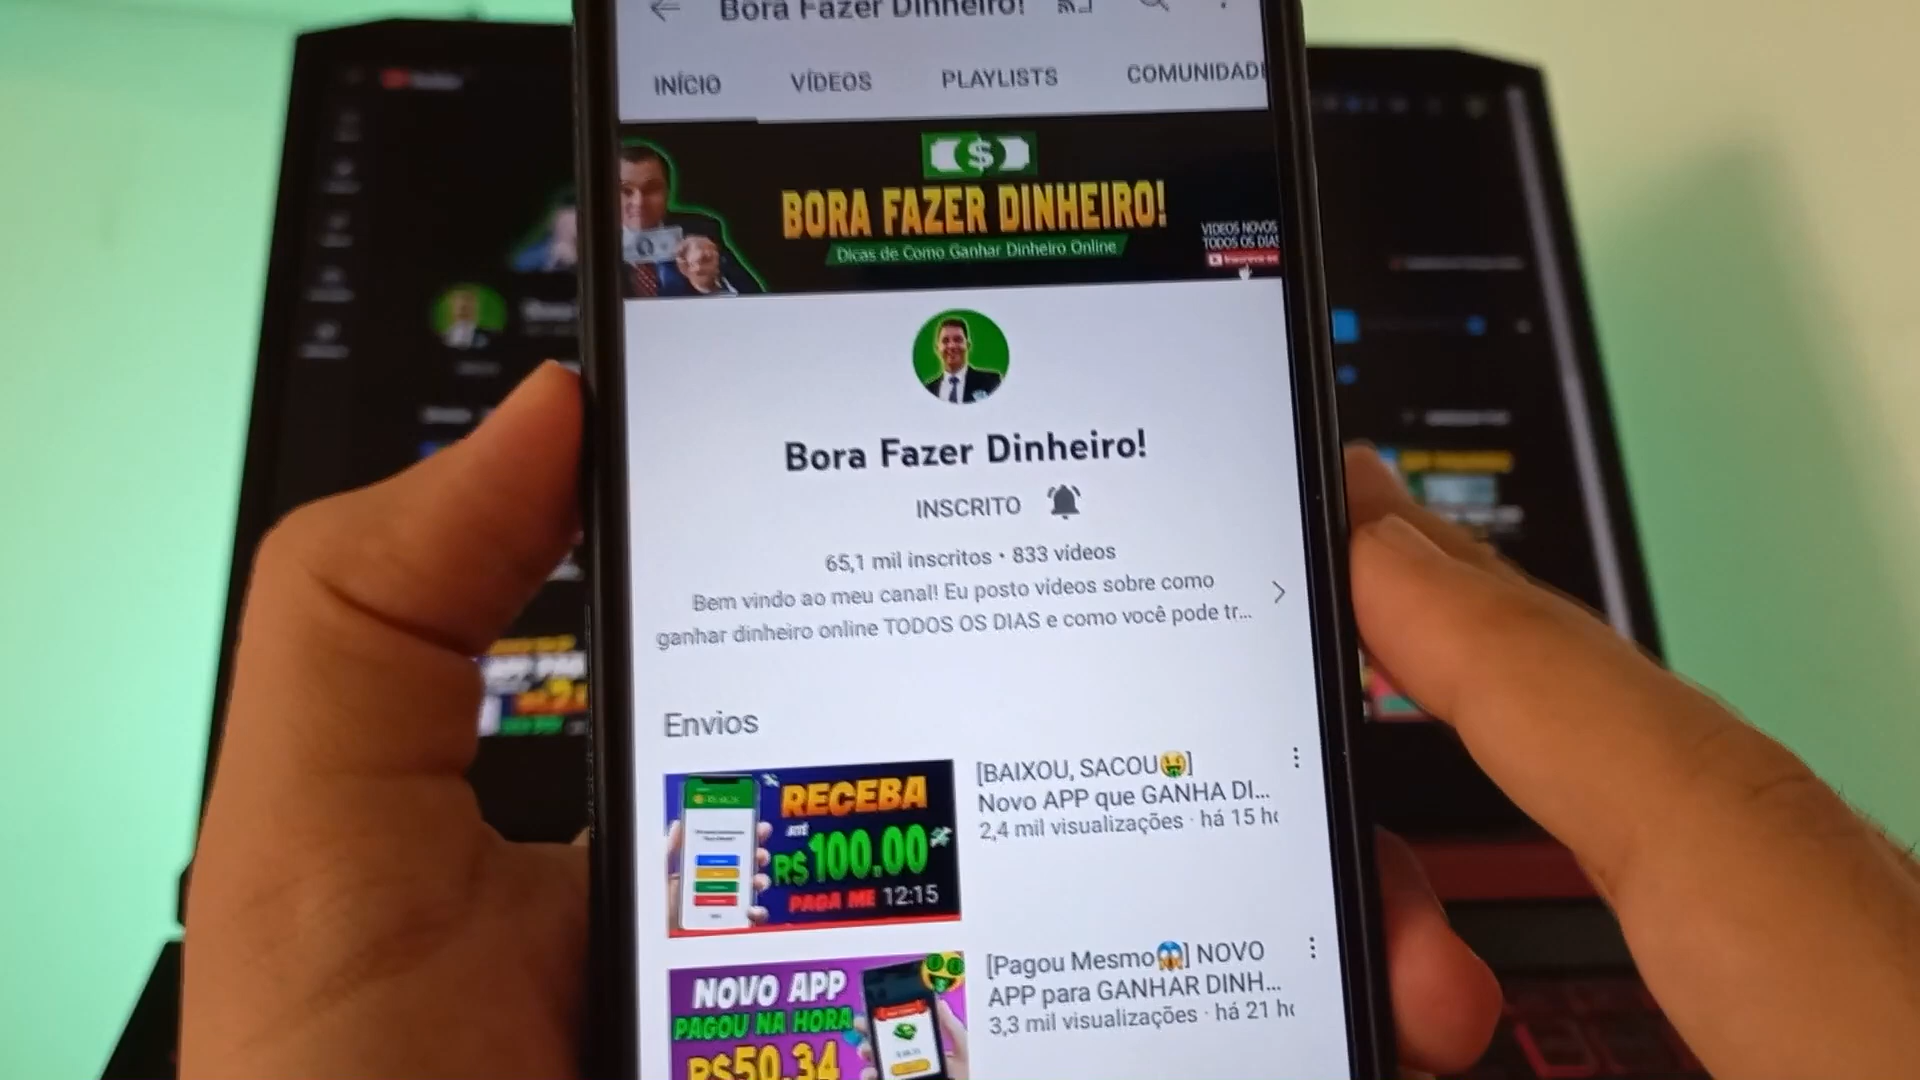 Bora Fazer Dinheiro!
INÍCIO
VÍDEOS
PLAYLISTS
COMUNIDAD
BORA FAZER DINHEIRO!
Dicas de Como Ganhar Dinheiro Online
VIDEOS NOVOS
TODOS OS DIAS
Inscreva-se
Bora Fazer Dinheiro!
INSCRITO
65,1 mil inscritos • 833 vídeos
Bem vindo ao meu canal! Eu posto vídeos sobre como
ganhar dinheiro online TODOS OS DIAS e como você pode tr...
Envios
RECEBA
ATÉ
R$100.00
PAGA ME 12:15
[BAIXOU, SACOU🤑]
Novo APP que GANHA DI...
2,4 mil visualizações · há 15 ho
NOVO APP
PAGOU NA HORA
R$50,34
[Pagou Mesmo😱] NOVO
APP para GANHAR DINH...
3,3 mil visualizações · há 21 ho